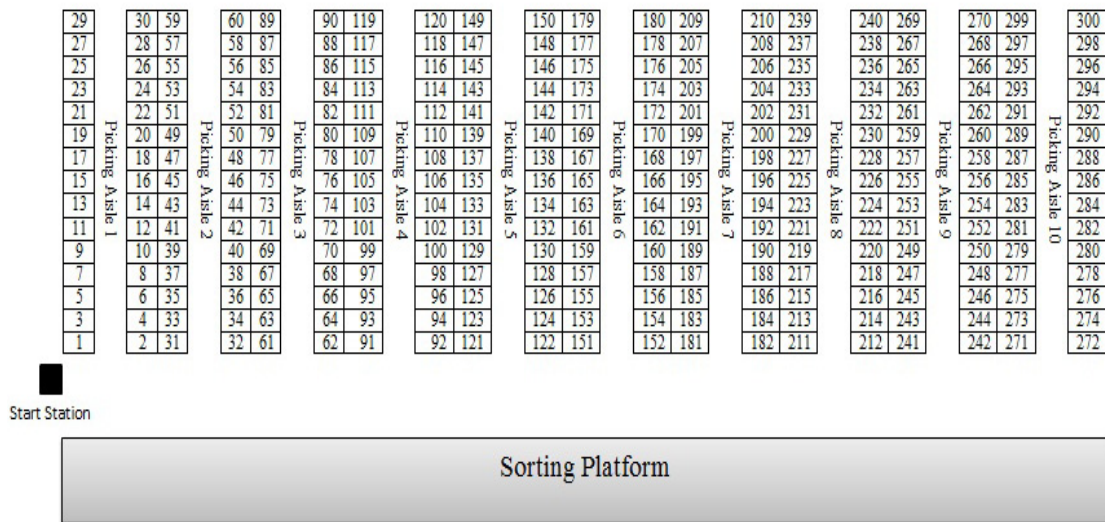 29 30 59 60 89 90 119 120 149 150 179 180 209 210 239 240 269 270 299 300
27 28 57 58 87 88 117 118 147 148 177 178 207 208 237 238 267 268 297 298
25 26 55 56 85 86 115 116 145 146 175 176 205 206 235 236 265 266 295 296
23 24 53 54 83 84 113 114 143 144 173 174 203 204 233 234 263 264 293 294
21 22 51 52 81 82 111 112 141 142 171 172 201 202 231 232 261 262 291 292
19 20 49 50 79 80 109 110 139 140 169 170 199 200 229 230 259 260 289 290
17 18 47 48 77 78 107 108 137 138 167 168 197 198 227 228 257 258 287 288
15 16 45 46 75 76 105 106 135 136 165 166 195 196 225 226 255 256 285 286
13 14 43 44 73 74 103 104 133 134 163 164 193 194 223 224 253 254 283 284
11 12 41 42 71 72 101 102 131 132 161 162 191 192 221 222 251 252 281 282
9 10 39 40 69 70 99 100 129 130 159 160 189 190 219 220 249 250 279 280
7 8 37 38 67 68 97 98 127 128 157 158 187 188 217 218 247 248 277 278
5 6 35 36 65 66 95 96 125 126 155 156 185 186 215 216 245 246 275 276
3 4 33 34 63 64 93 94 123 124 153 154 183 184 213 214 243 244 273 274
1 2 31 32 61 62 91 92 121 122 151 152 181 182 211 212 241 242 271 272
Picking Aisle 1
Picking Aisle 2
Picking Aisle 3
Picking Aisle 4
Picking Aisle 5
Picking Aisle 6
Picking Aisle 7
Picking Aisle 8
Picking Aisle 9
Picking Aisle 10
Start Station
Sorting Platform